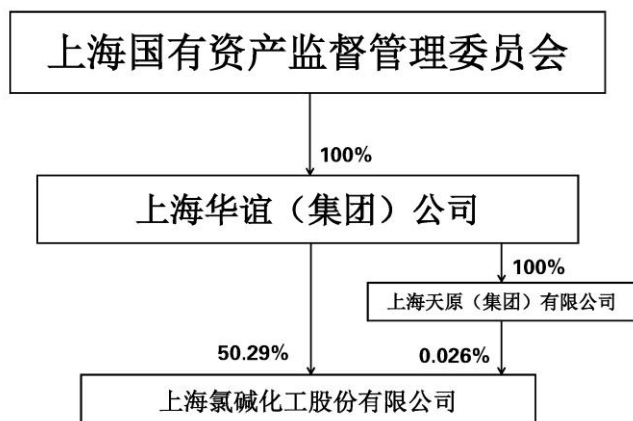 上海国有资产监督管理委员会
100%
上海华谊（集团）公司
100%
上海天原（集团）有限公司
50.29%
0.026%
上海氯碱化工股份有限公司